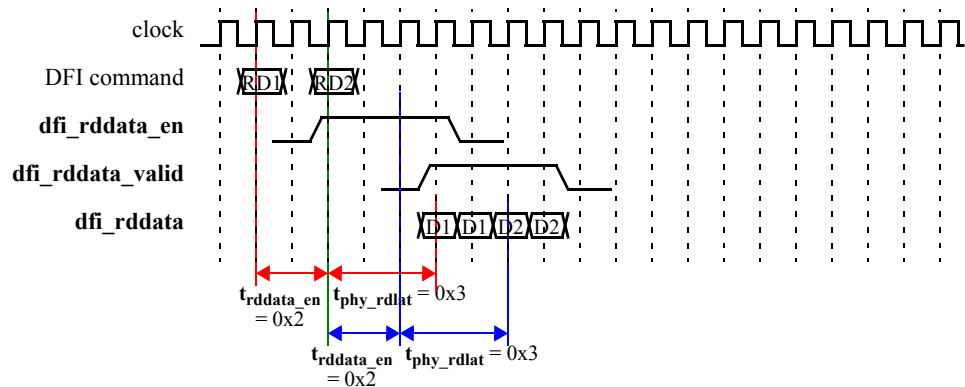 clock
DFI command RD1 RD2
dfi_rddata_en
dfi_rddata_valid
dfi_rddata D1 D1 D2 D2
trddata_en tphy_rdlat = 0x3
= 0x2
trddata_en tphy_rdlat = 0x3
= 0x2